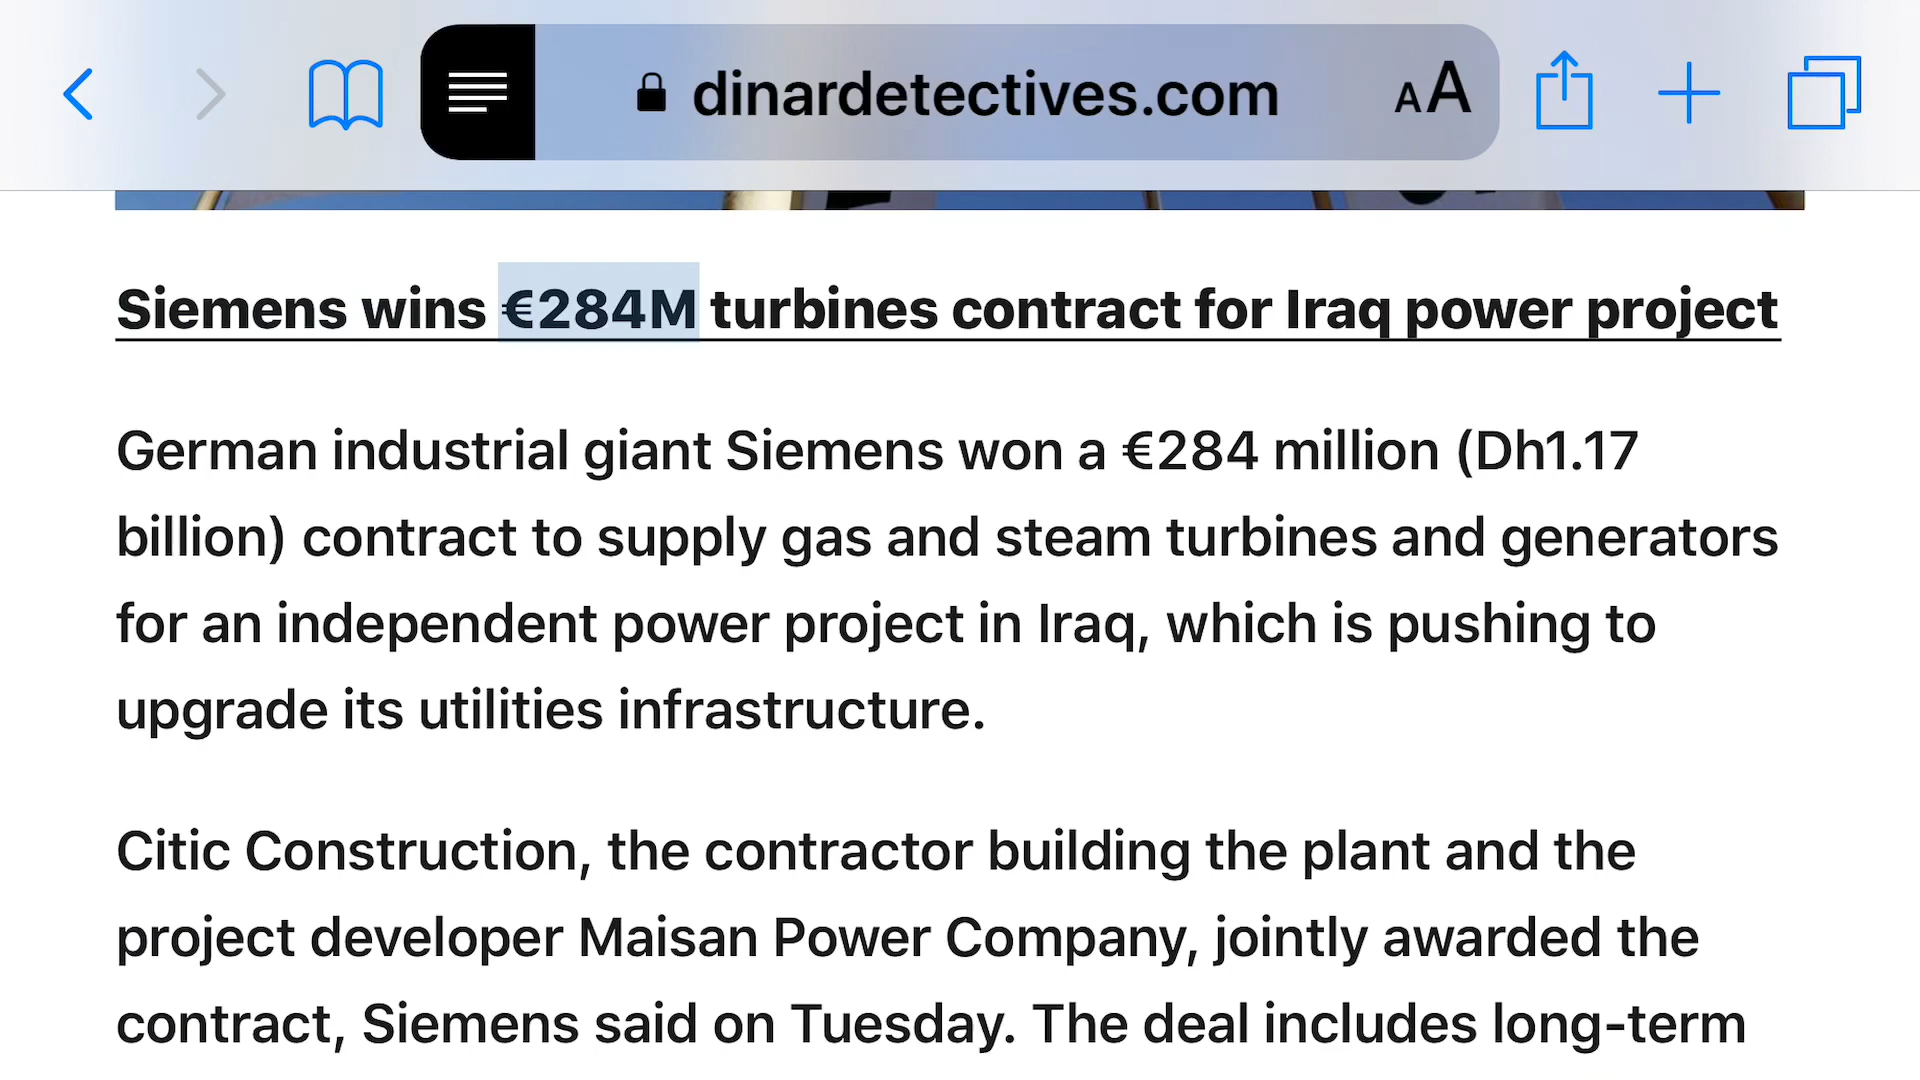 dinardetectives.com
AA
Siemens wins €284M turbines contract for Iraq power project
German industrial giant Siemens won a €284 million (Dh1.17
billion) contract to supply gas and steam turbines and generators
for an independent power project in Iraq, which is pushing to
upgrade its utilities infrastructure.
Citic Construction, the contractor building the plant and the
project developer Maisan Power Company, jointly awarded the
contract, Siemens said on Tuesday. The deal includes long-term